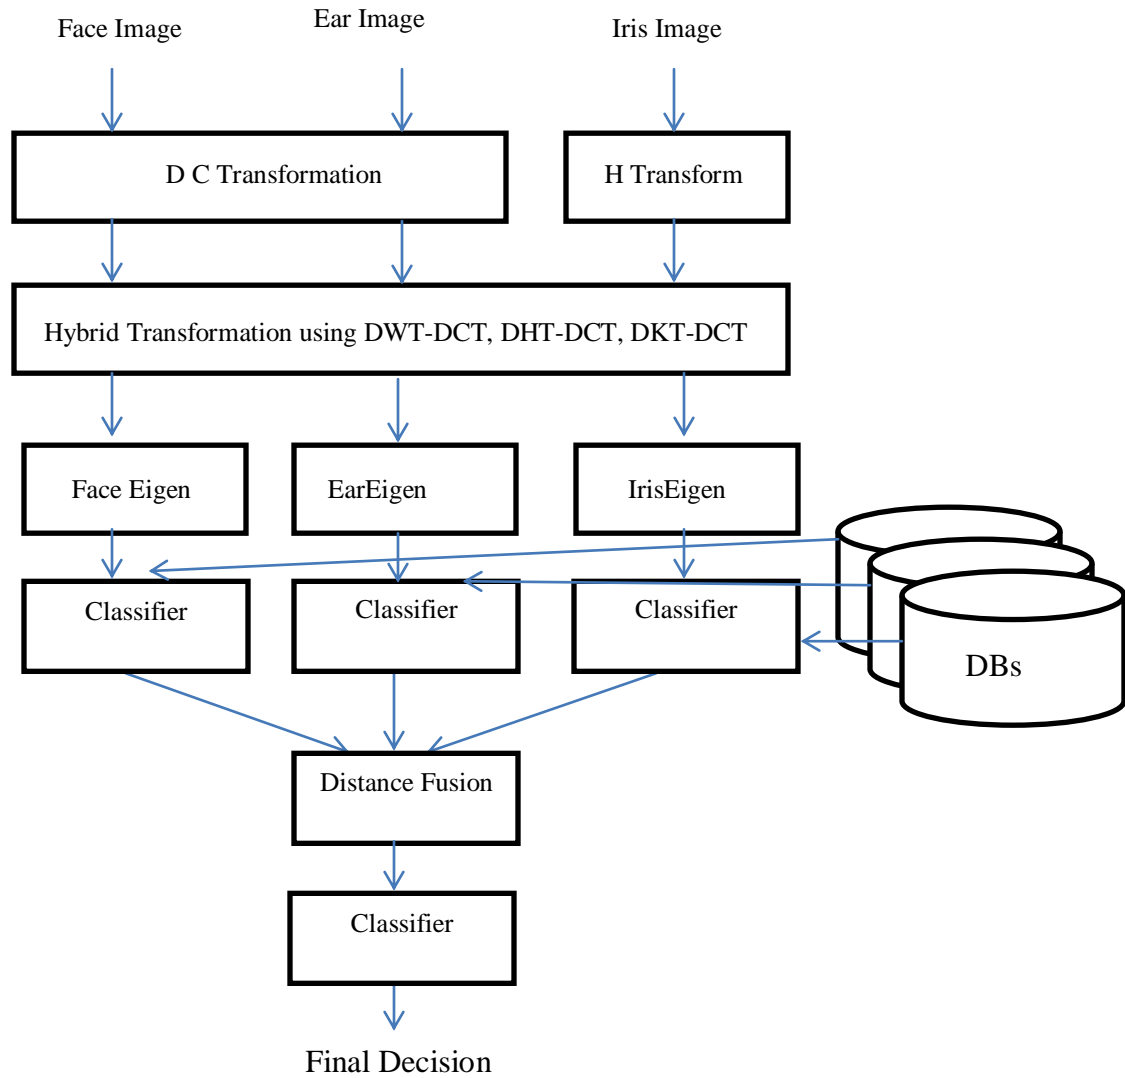 Face Image
Ear Image
Iris Image
D C Transformation
H Transform
Hybrid Transformation using DWT-DCT, DHT-DCT, DKT-DCT
Face Eigen
EarEigen
IrisEigen
Classifier
Classifier
Classifier
DBs
Distance Fusion
Classifier
Final Decision